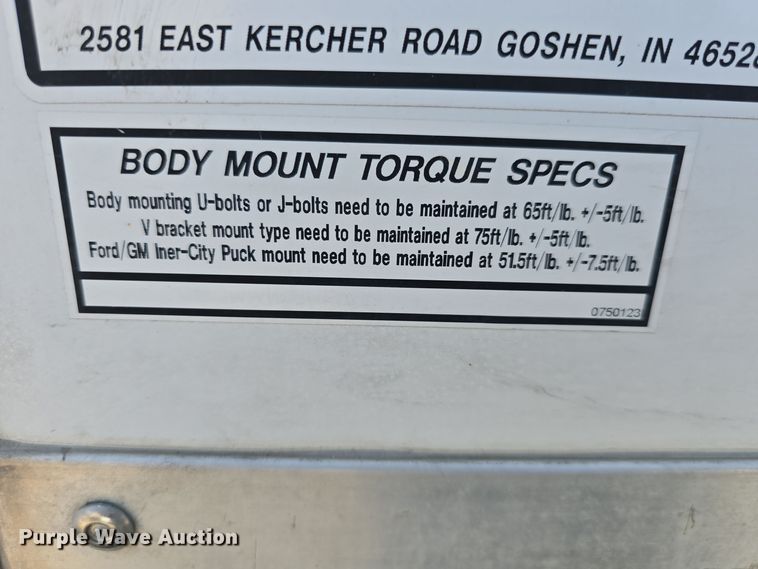 2581 EAST KERCHER ROAD GOSHEN, IN 46528
BODY MOUNT TORQUE SPECS
Body mounting U-bolts or J-bolts need to be maintained at 65ft/lb. +/-5ft/lb.
V bracket mount type need to be maintained at 75ft/lb. +/-5ft/lb.
Ford/GM Iner-City Puck mount need to be maintained at 51.5ft/lb. +/-7.5ft/lb.
0750123
Purple Wave Auction